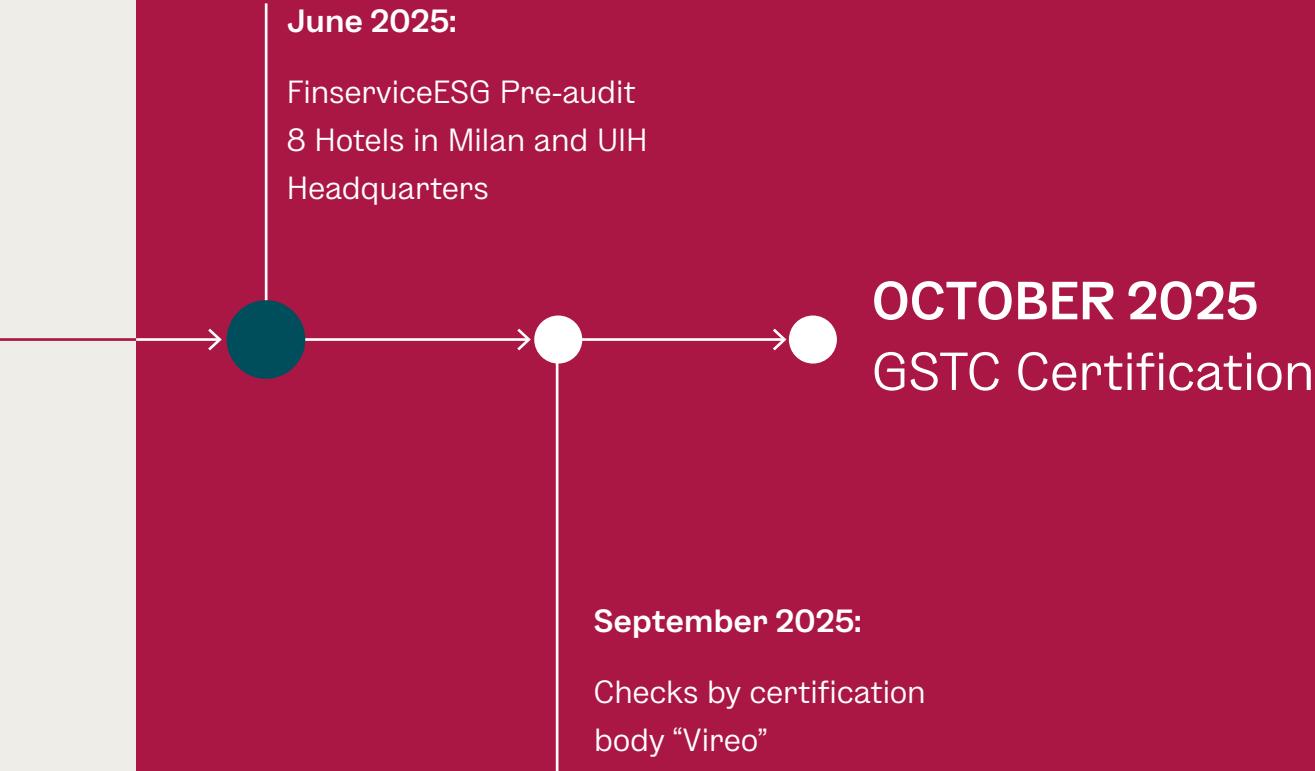 June 2025:
FinserviceESG Pre-audit
8 Hotels in Milan and UIH
Headquarters
OCTOBER 2025
GSTC Certification
September 2025:
Checks by certification
body “Vireo”